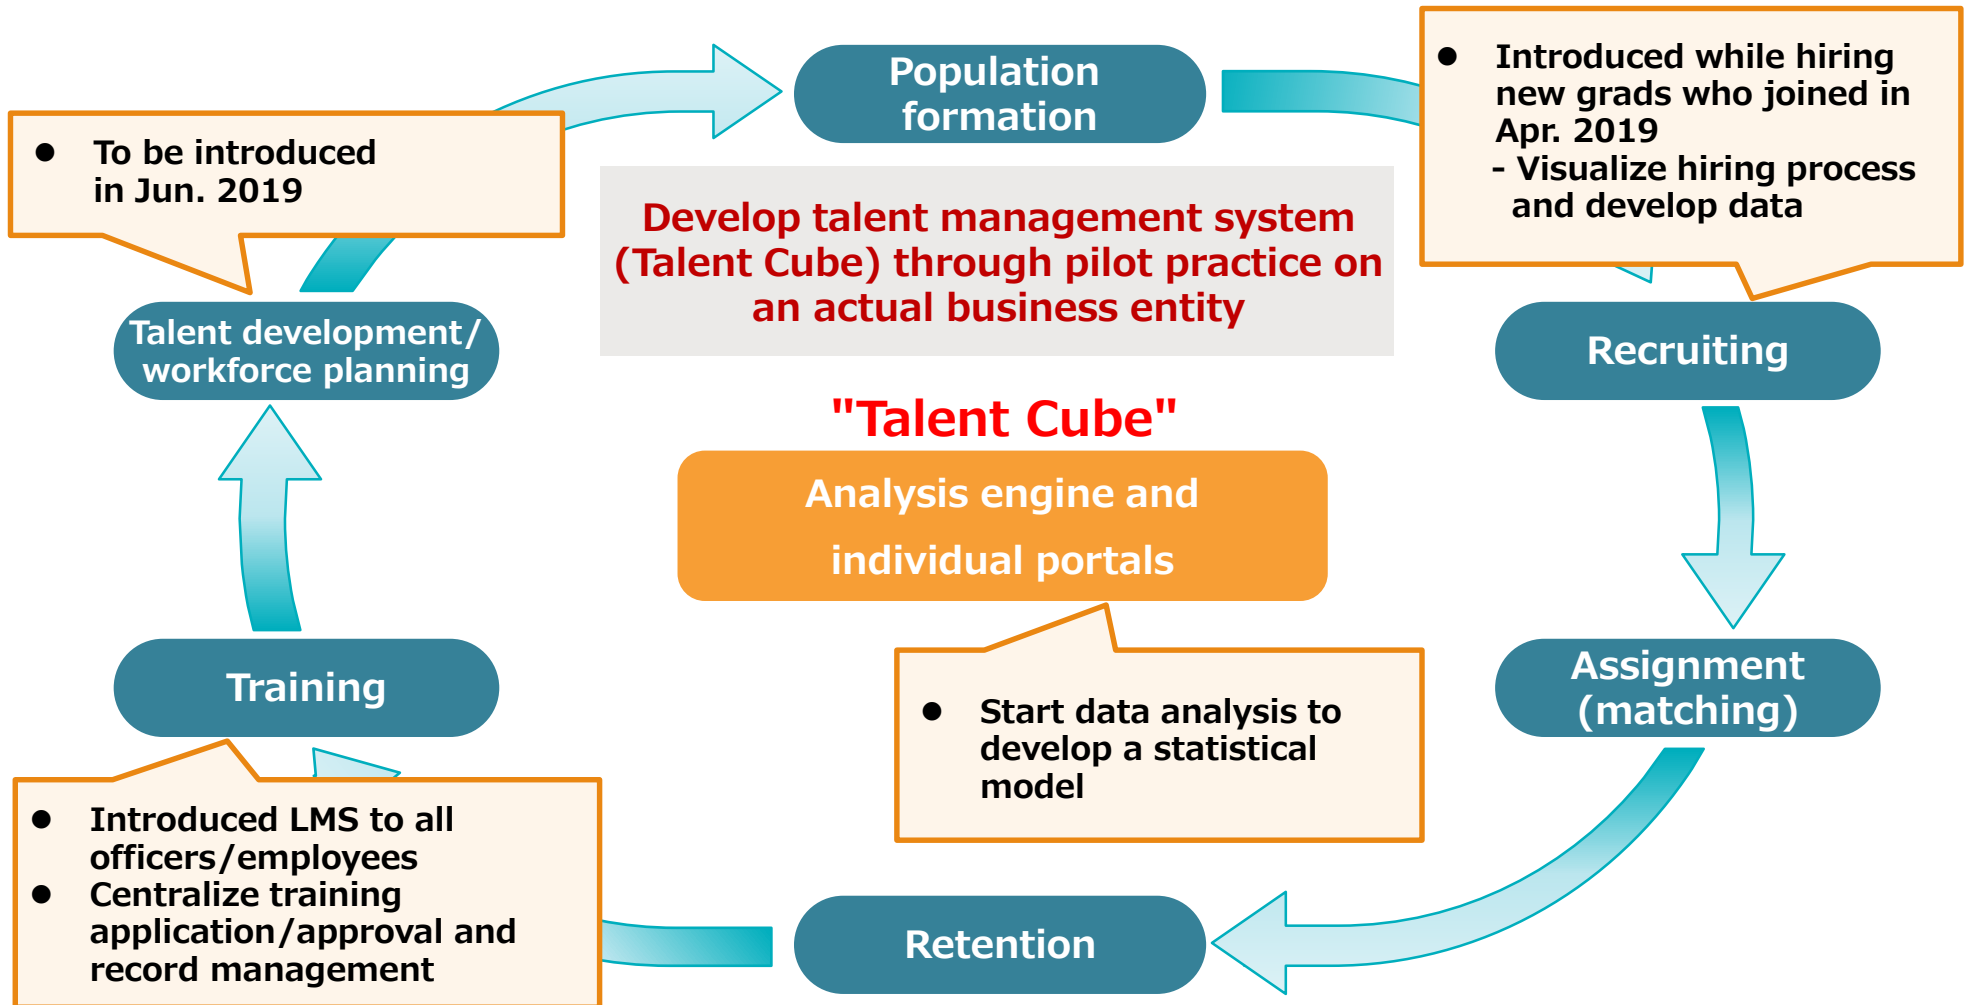 Population
formation
● Introduced while hiring
new grads who joined in
Apr. 2019
- Visualize hiring process
and develop data
● To be introduced
in Jun. 2019
Develop talent management system
(Talent Cube) through pilot practice on
an actual business entity
Talent development/
workforce planning
Recruiting
"Talent Cube"
Analysis engine and
individual portals
Training
Assignment
(matching)
● Start data analysis to
develop a statistical
model
● Introduced LMS to all
officers/employees
● Centralize training
application/approval and
record management
Retention